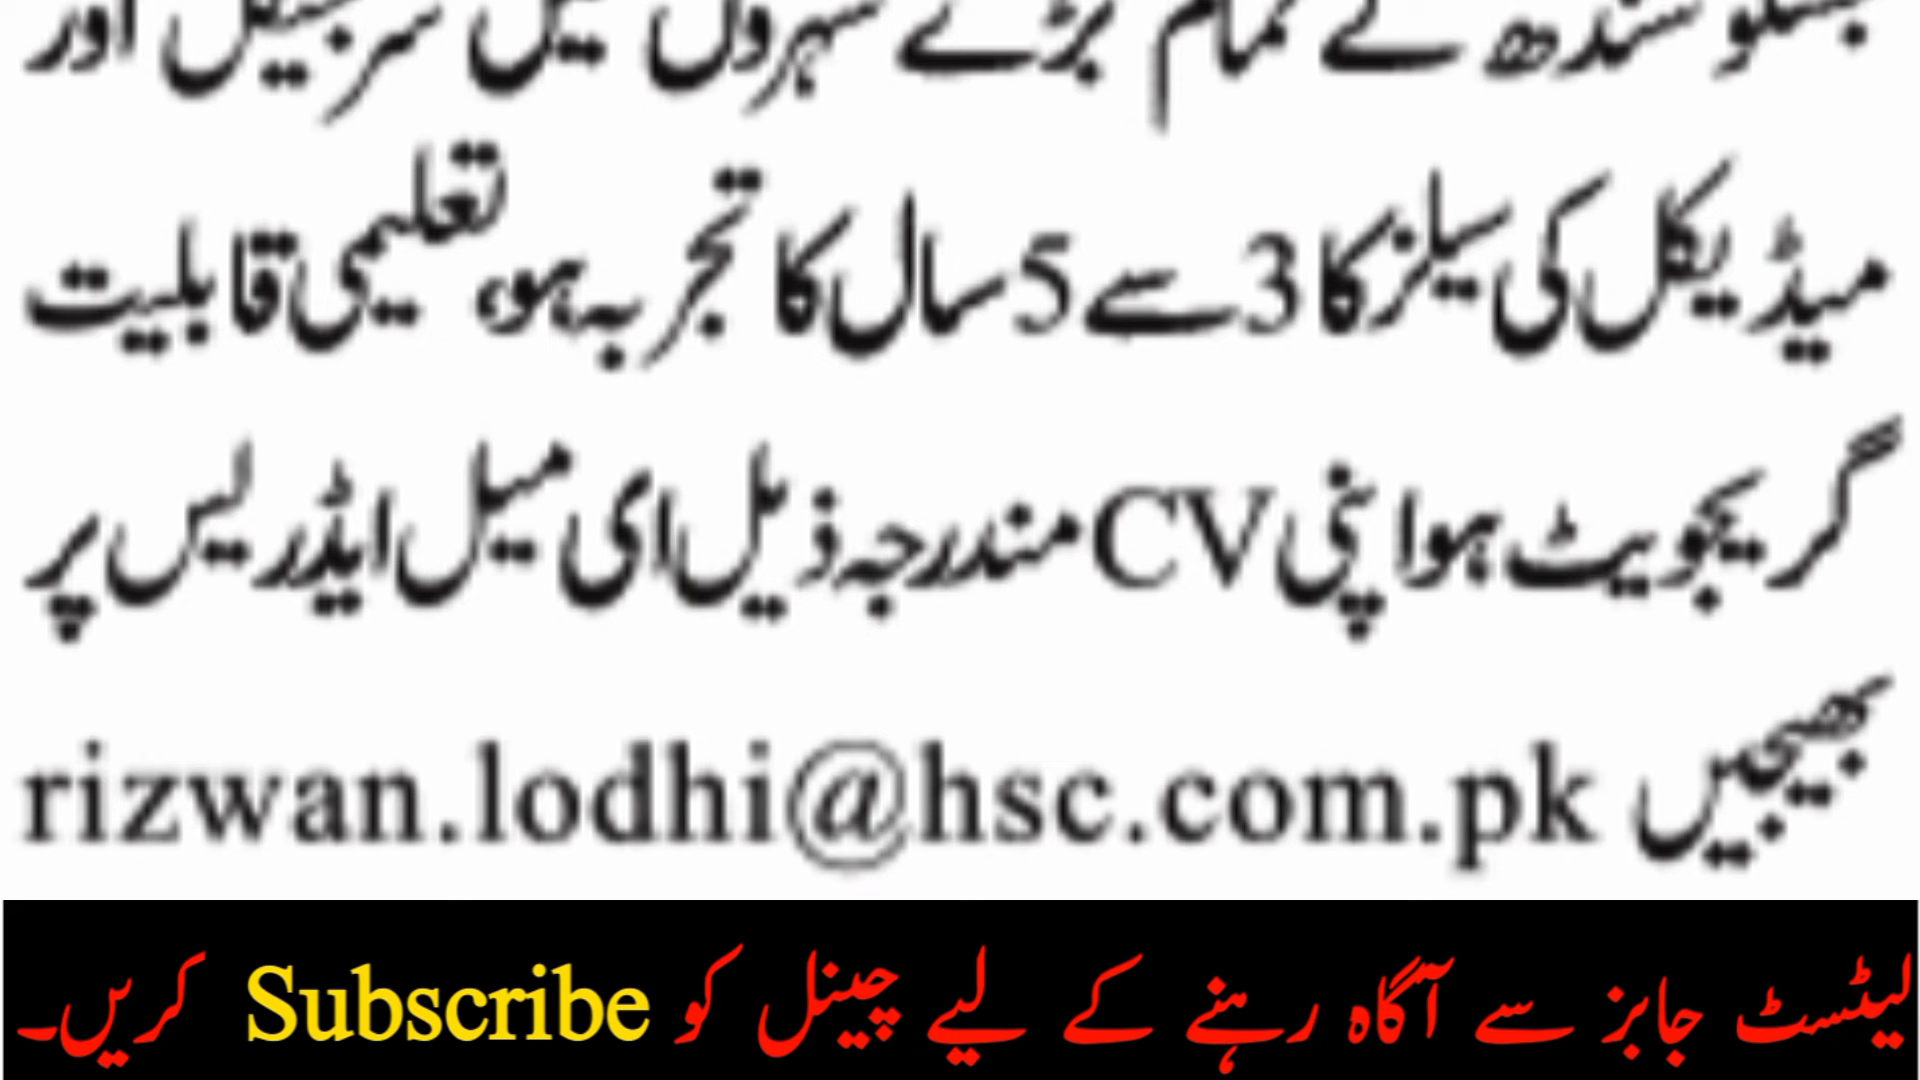 جسکو سندھ کے تمام بڑے شہروں میں سرجیکل اور
میڈیکل کی سیلز کا 3 سے 5 سال کا تجربہ ہو، تعلیمی قابلیت
گریجویٹ ہو اپنی CV مندرجہ ذیل ای میل ایڈریس پر
بھیجیں rizwan.lodhi@hsc.com.pk
لیٹسٹ جابز سے آگاہ رہنے کے لیے چینل کو Subscribe کریں۔